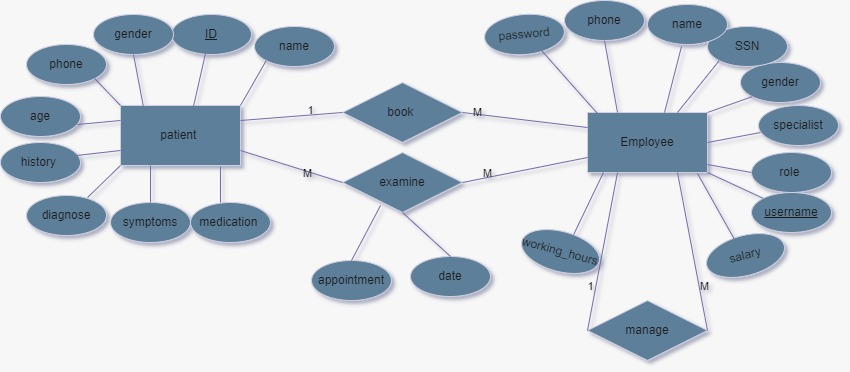 password
phone
name
SSN
gender
ID
name
phone
gender
age
1
book
M
specialist
patient
Employee
history
M
examine
M
role
diagnose
symptoms
medication
username
working_hours
salary
appointment
date
1
M
manage